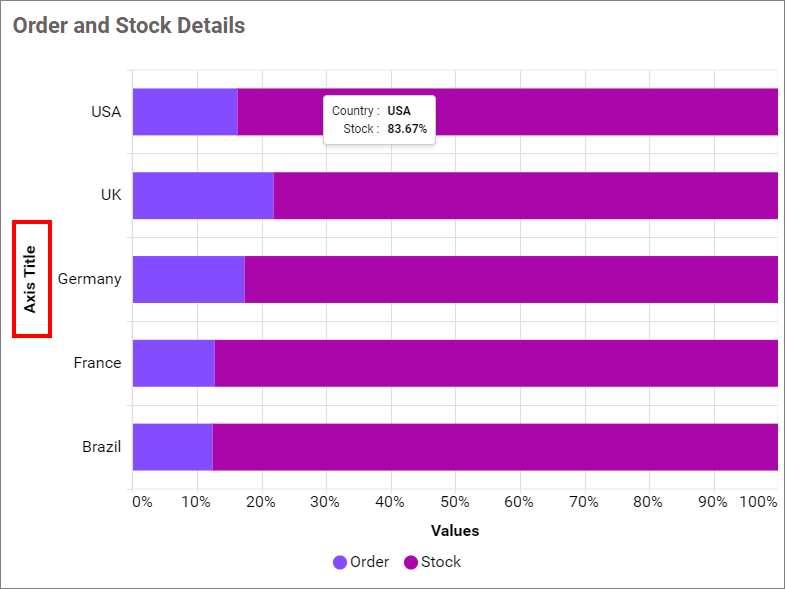 Order and Stock Details
USA
Country : USA
Stock : 83.67%
UK
Axis Title
Germany
France
Brazil
0% 10% 20% 30% 40% 50% 60% 70% 80% 90% 100%
Values
Order Stock